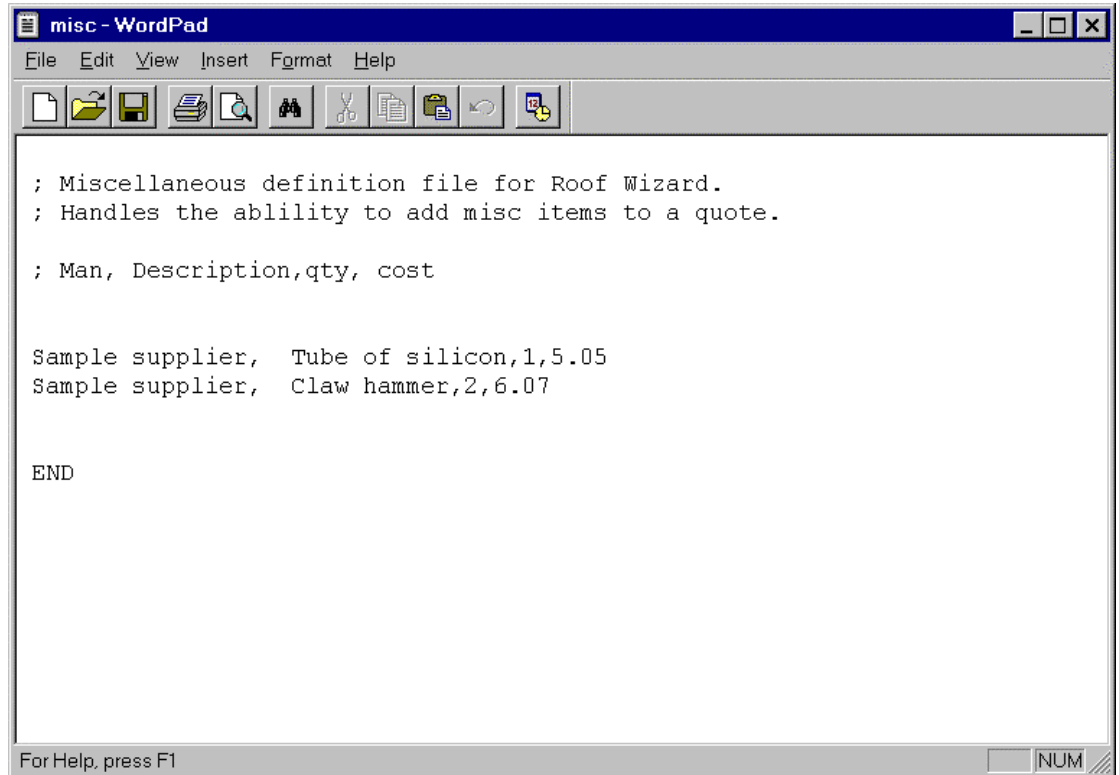 misc - WordPad
File Edit View Insert Format Help
12
; Miscellaneous definition file for Roof Wizard.
; Handles the ablility to add misc items to a quote.
; Man, Description,qty, cost
Sample supplier,  Tube of silicon,1,5.05
Sample supplier,  Claw hammer,2,6.07
END
For Help, press F1 NUM